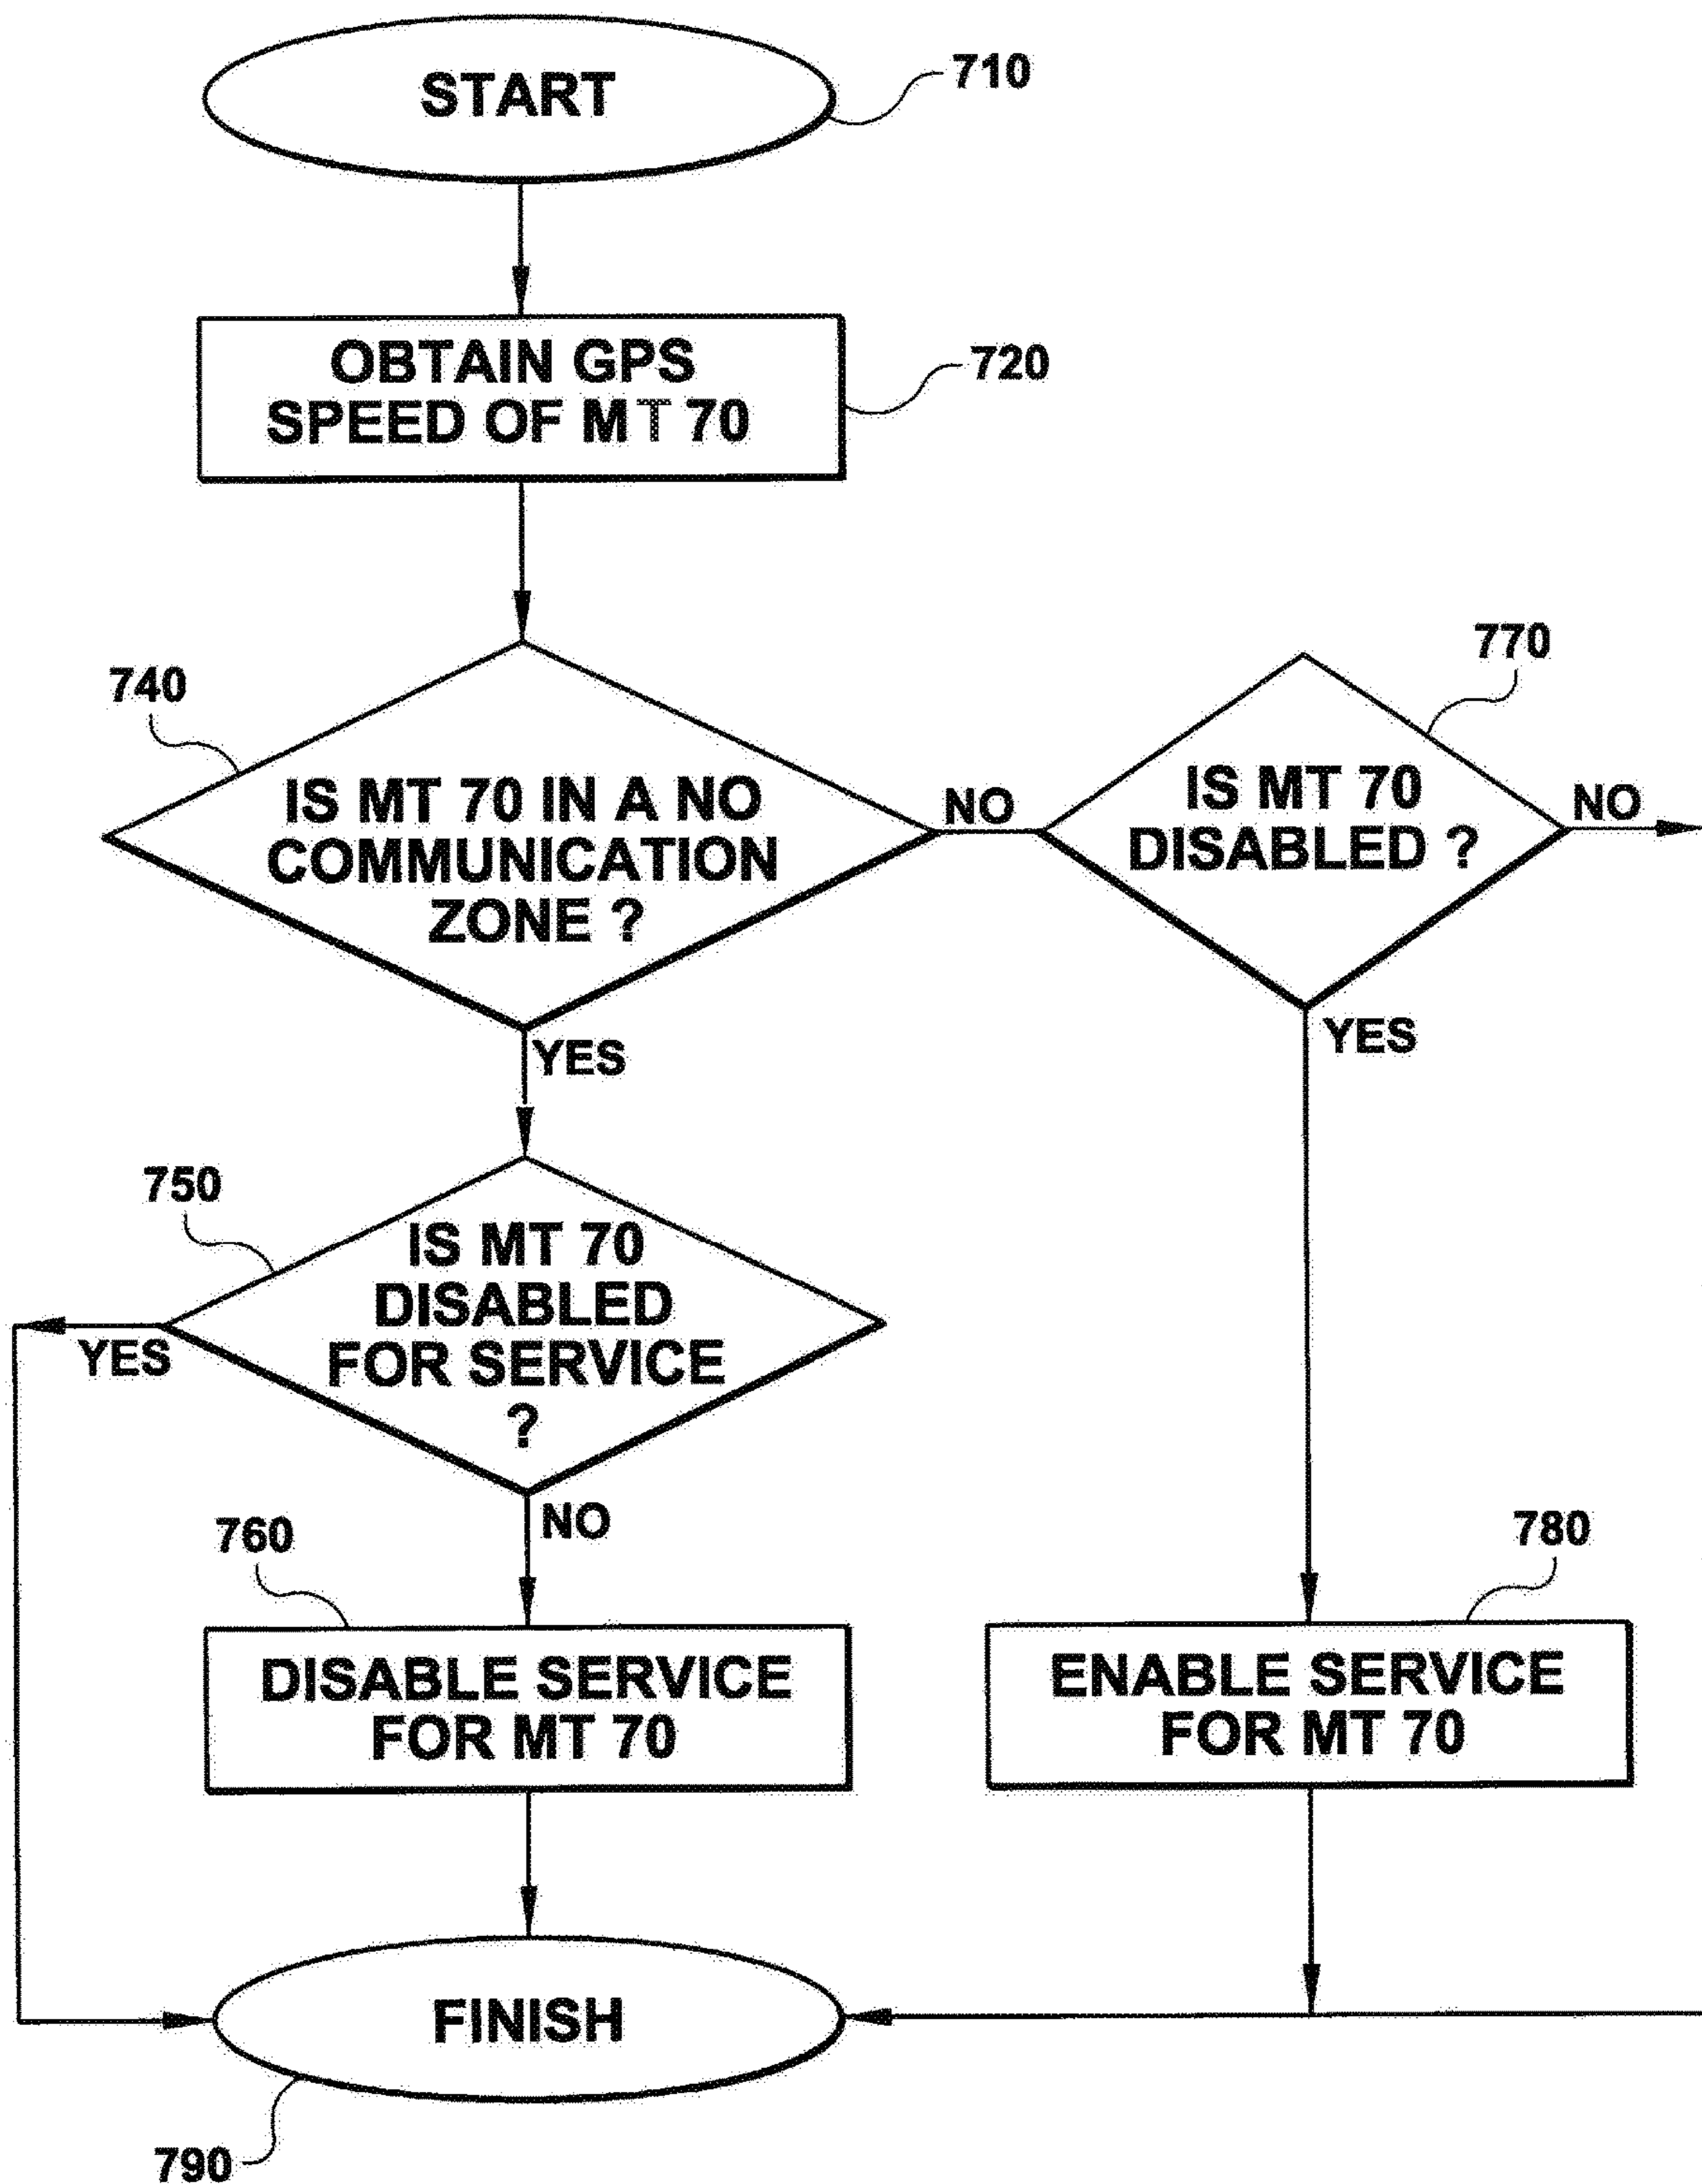 START
710
OBTAIN GPS
SPEED OF MT 70
720
740
IS MT 70 IN A NO
COMMUNICATION
ZONE ?
NO
770
IS MT 70
DISABLED ?
NO
YES
YES
750
IS MT 70
DISABLED
FOR SERVICE
?
YES
NO
760
DISABLE SERVICE
FOR MT 70
780
ENABLE SERVICE
FOR MT 70
FINISH
790